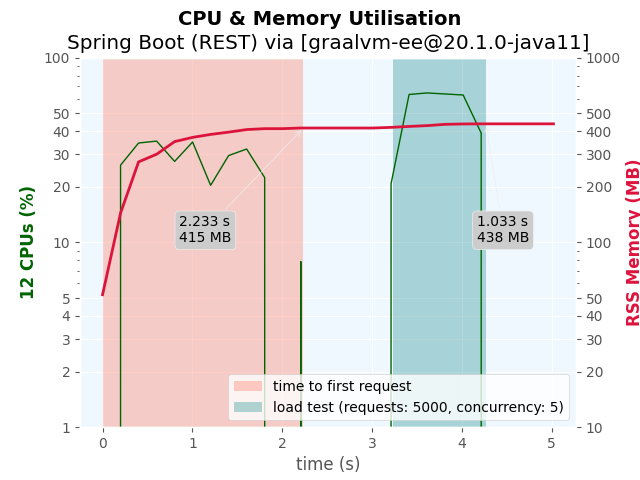 CPU & Memory Utilisation
Spring Boot (REST) via [graalvm-ee@20.1.0-java11]
100
50
40
30
20
10
5
4
3
2
1
12 CPUs (%)
1000
500
400
300
200
100
50
40
30
20
10
RSS Memory (MB)
2.233 s
415 MB
1.033 s
438 MB
time to first request
load test (requests: 5000, concurrency: 5)
0
1
2
3
4
5
time (s)